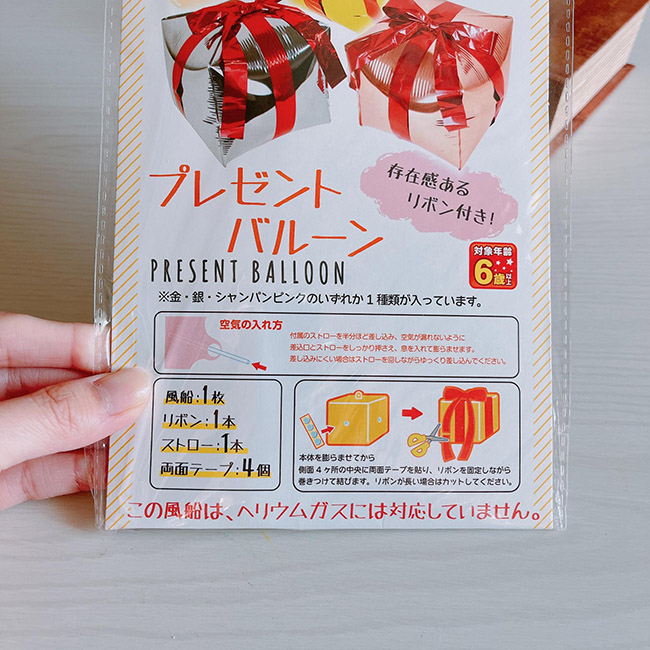 プレゼント
バルーン
存在感ある
リボン付き!
PRESENT BALLOON
対象年齢
6歳以上
※金・銀・シャンパンピンクのいずれか1種類が入っています。
空気の入れ方
付属のストローを半分ほど差し込み、空気が漏れないように
差込口とストローをしっかり押さえ、息を入れて膨らませます。
差し込みにくい場合はストローを回しながらゆっくり差し込んでください。
風船:1枚
リボン:1本
ストロー:1本
両面テープ:4個
本体を膨らませてから
側面4ヶ所の中央に両面テープを貼り、リボンを固定しながら
巻きつけて結びます。リボンが長い場合はカットしてください。
この風船は、ヘリウムガスには対応していません。